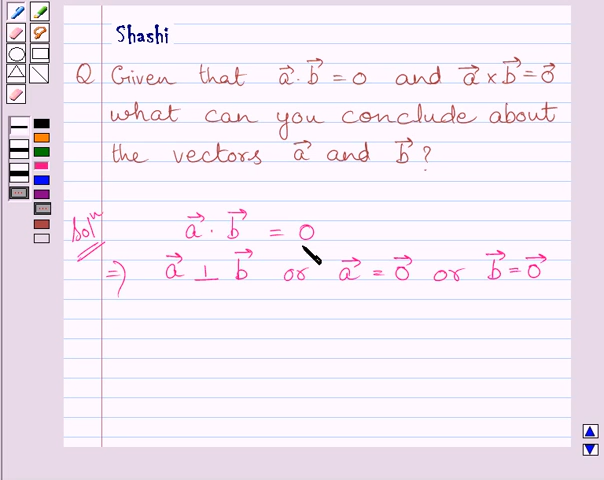 Shashi
Q Given that a⃗ · b⃗ = 0 and a⃗ × b⃗ = 0⃗
what can you conclude about
the vectors a⃗ and b⃗ ?
Solⁿ a⃗ · b⃗ = 0
⇒) a⃗ ⊥ b⃗ or a⃗ = 0⃗ or b⃗ = 0⃗